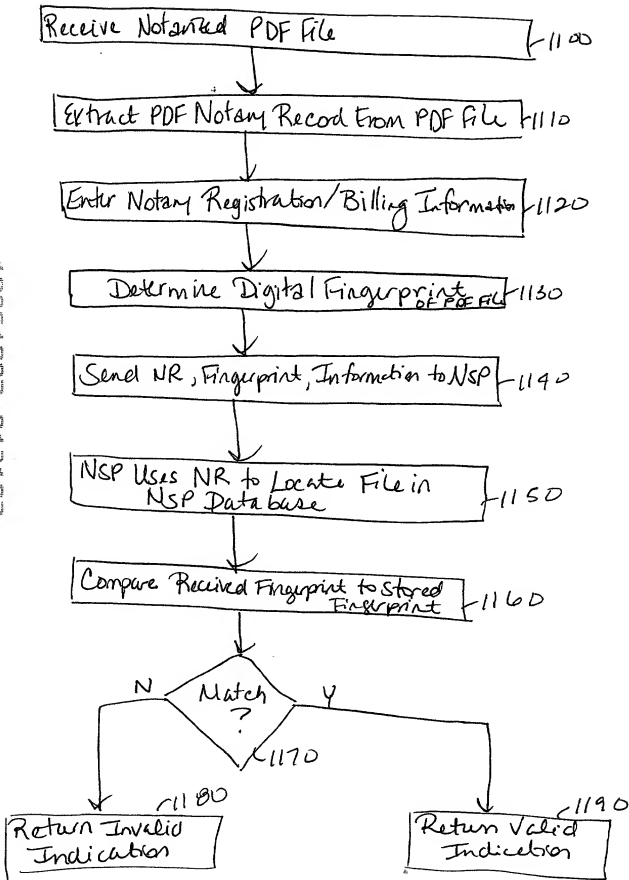 Receive Notarized PDF File
1100
Extract PDF Notary Record From PDF File
1110
Enter Notary Registration/Billing Information
1120
Determine Digital Fingerprint
OF PDF File
1130
Send NR, Fingerprint, Information to NSP
1140
NSP Uses NR to Locate File in
NSP Database
1150
Compare Received Fingerprint to Stored
Fingerprint
1160
N
Match
?
Y
1170
1180
1190
Return Invalid
Indication
Return Valid
Indication